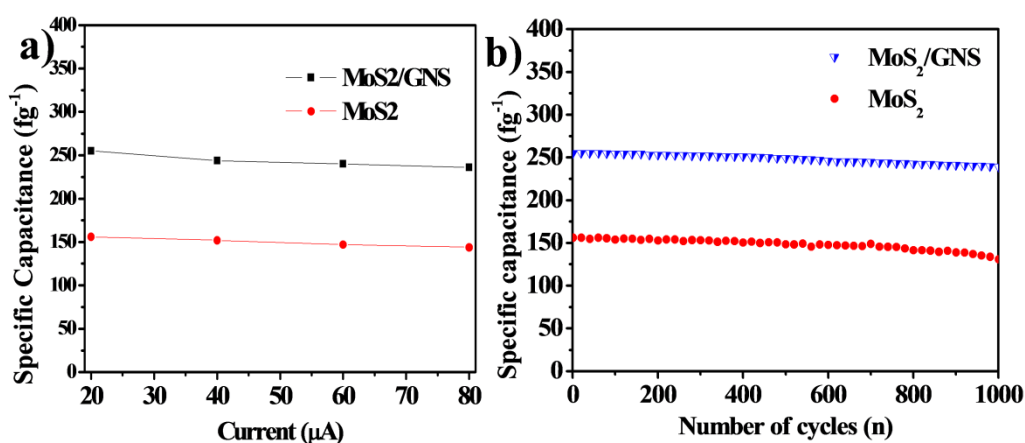 a)
MoS2/GNS
MoS2
Specific Capacitance (fg⁻¹)
400
350
300
250
200
150
100
50
0
20 30 40 50 60 70 80
Current (µA)
b)
MoS₂/GNS
MoS₂
Specific capacitance (fg⁻¹)
400
350
300
250
200
150
100
50
0
0 200 400 600 800 1000
Number of cycles (n)